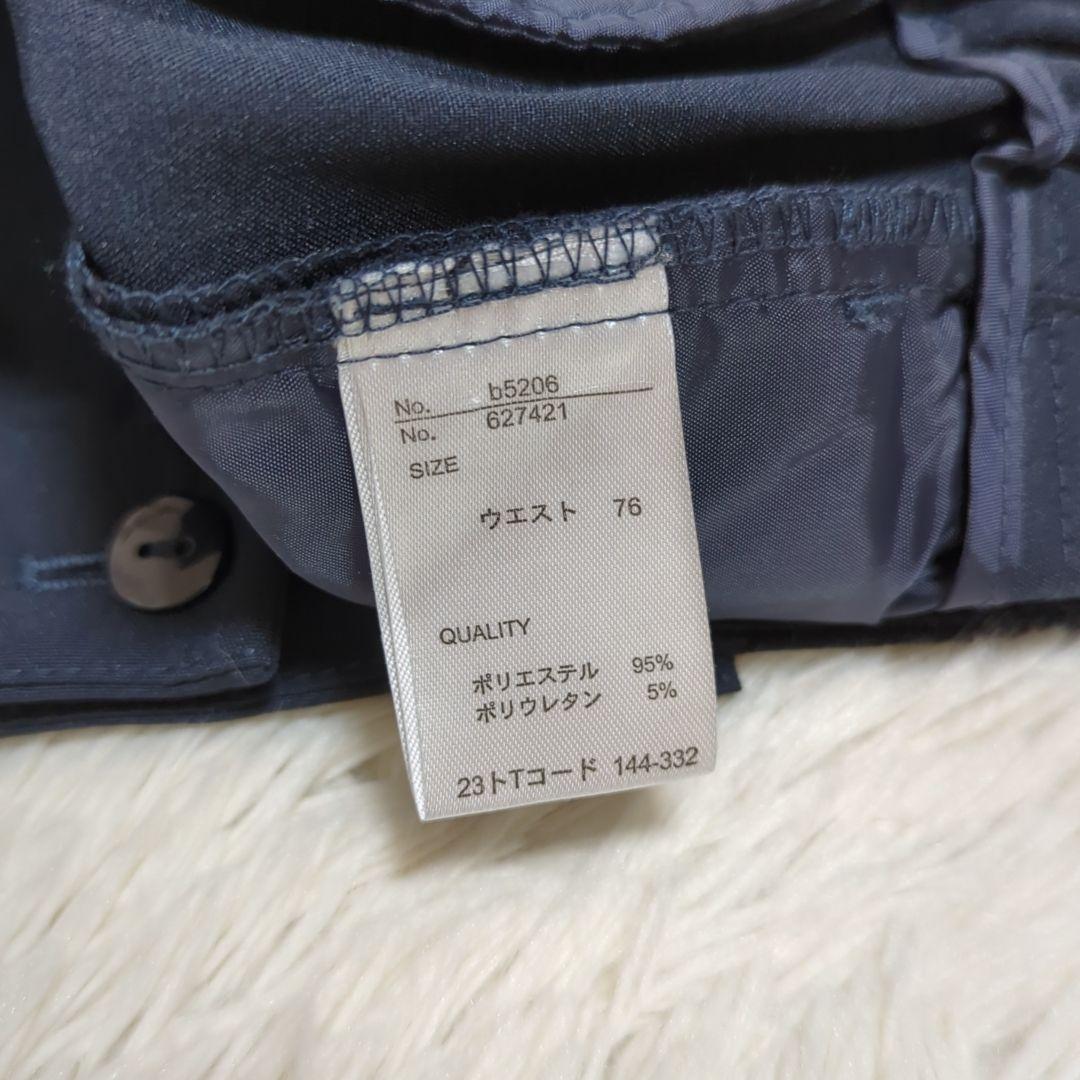 No. b5206
No. 627421
SIZE
ウエスト 76
QUALITY
ポリエステル 95%
ポリウレタン 5%
23トTコード 144-332